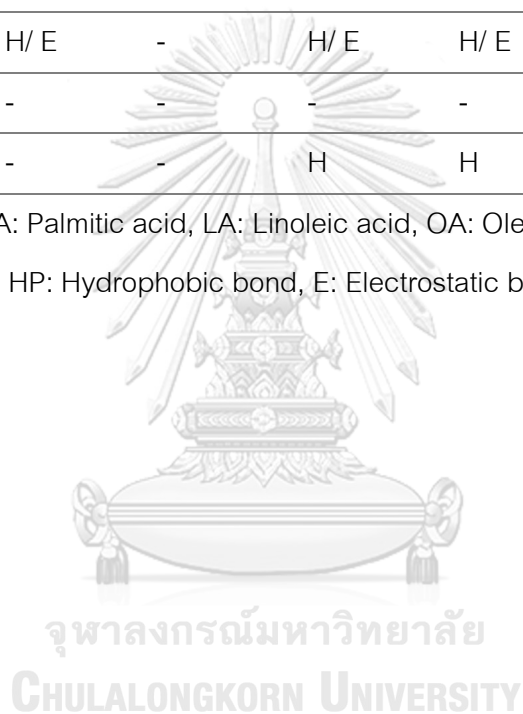 H/ E - H/ E H/ E
- - - -
- - H H
A: Palmitic acid, LA: Linoleic acid, OA: Ole
HP: Hydrophobic bond, E: Electrostatic b
จุฬาลงกรณ์มหาวิทยาลัย
CHULALONGKORN UNIVERSITY